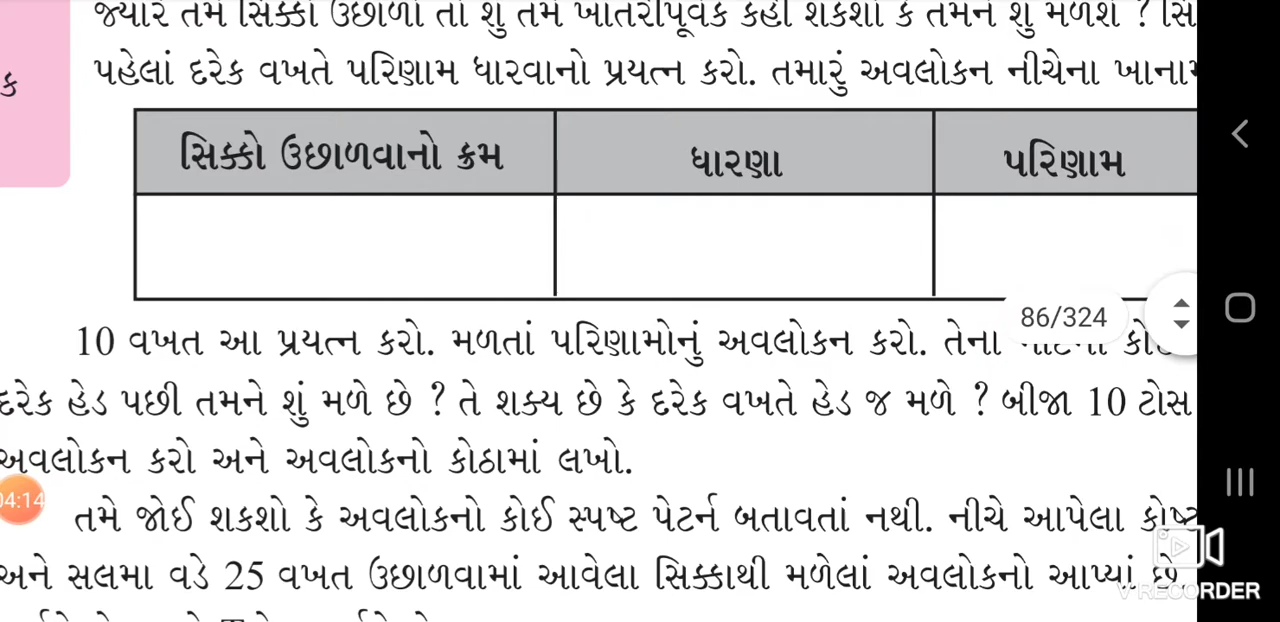 જ્યારે તમે સિક્કો ઉછાળો તો શું તમે ખાતરીપૂર્વક કહી શકશો કે તમને શું મળશે ? સિ
પહેલાં દરેક વખતે પરિણામ ધારવાનો પ્રયત્ન કરો. તમારું અવલોકન નીચેના
ક
સિક્કો ઉછાળવાનો ક્રમ ધારણા પરિણામ
86/324
10 વખત આ પ્રયત્ન કરો. મળતાં પરિણામોનું અવલોકન કરો. તેના
દરેક હેડ પછી તમને શું મળે છે ? તે શક્ય છે કે દરેક વખતે હેડ જ મળે ? બીજા 10 ટોસ
અવલોકન કરો અને અવલોકનો કોઠામાં લખો.
04:14
તમે જોઈ શકશો કે અવલોકનો કોઈ સ્પષ્ટ પેટર્ન બતાવતાં નથી. નીચે આપેલા
અને સલમા વડે 25 વખત ઉછાળવામાં આવેલા સિક્કાથી મળેલાં અવલોકનો આપ્યાં છે.
V RECORDER